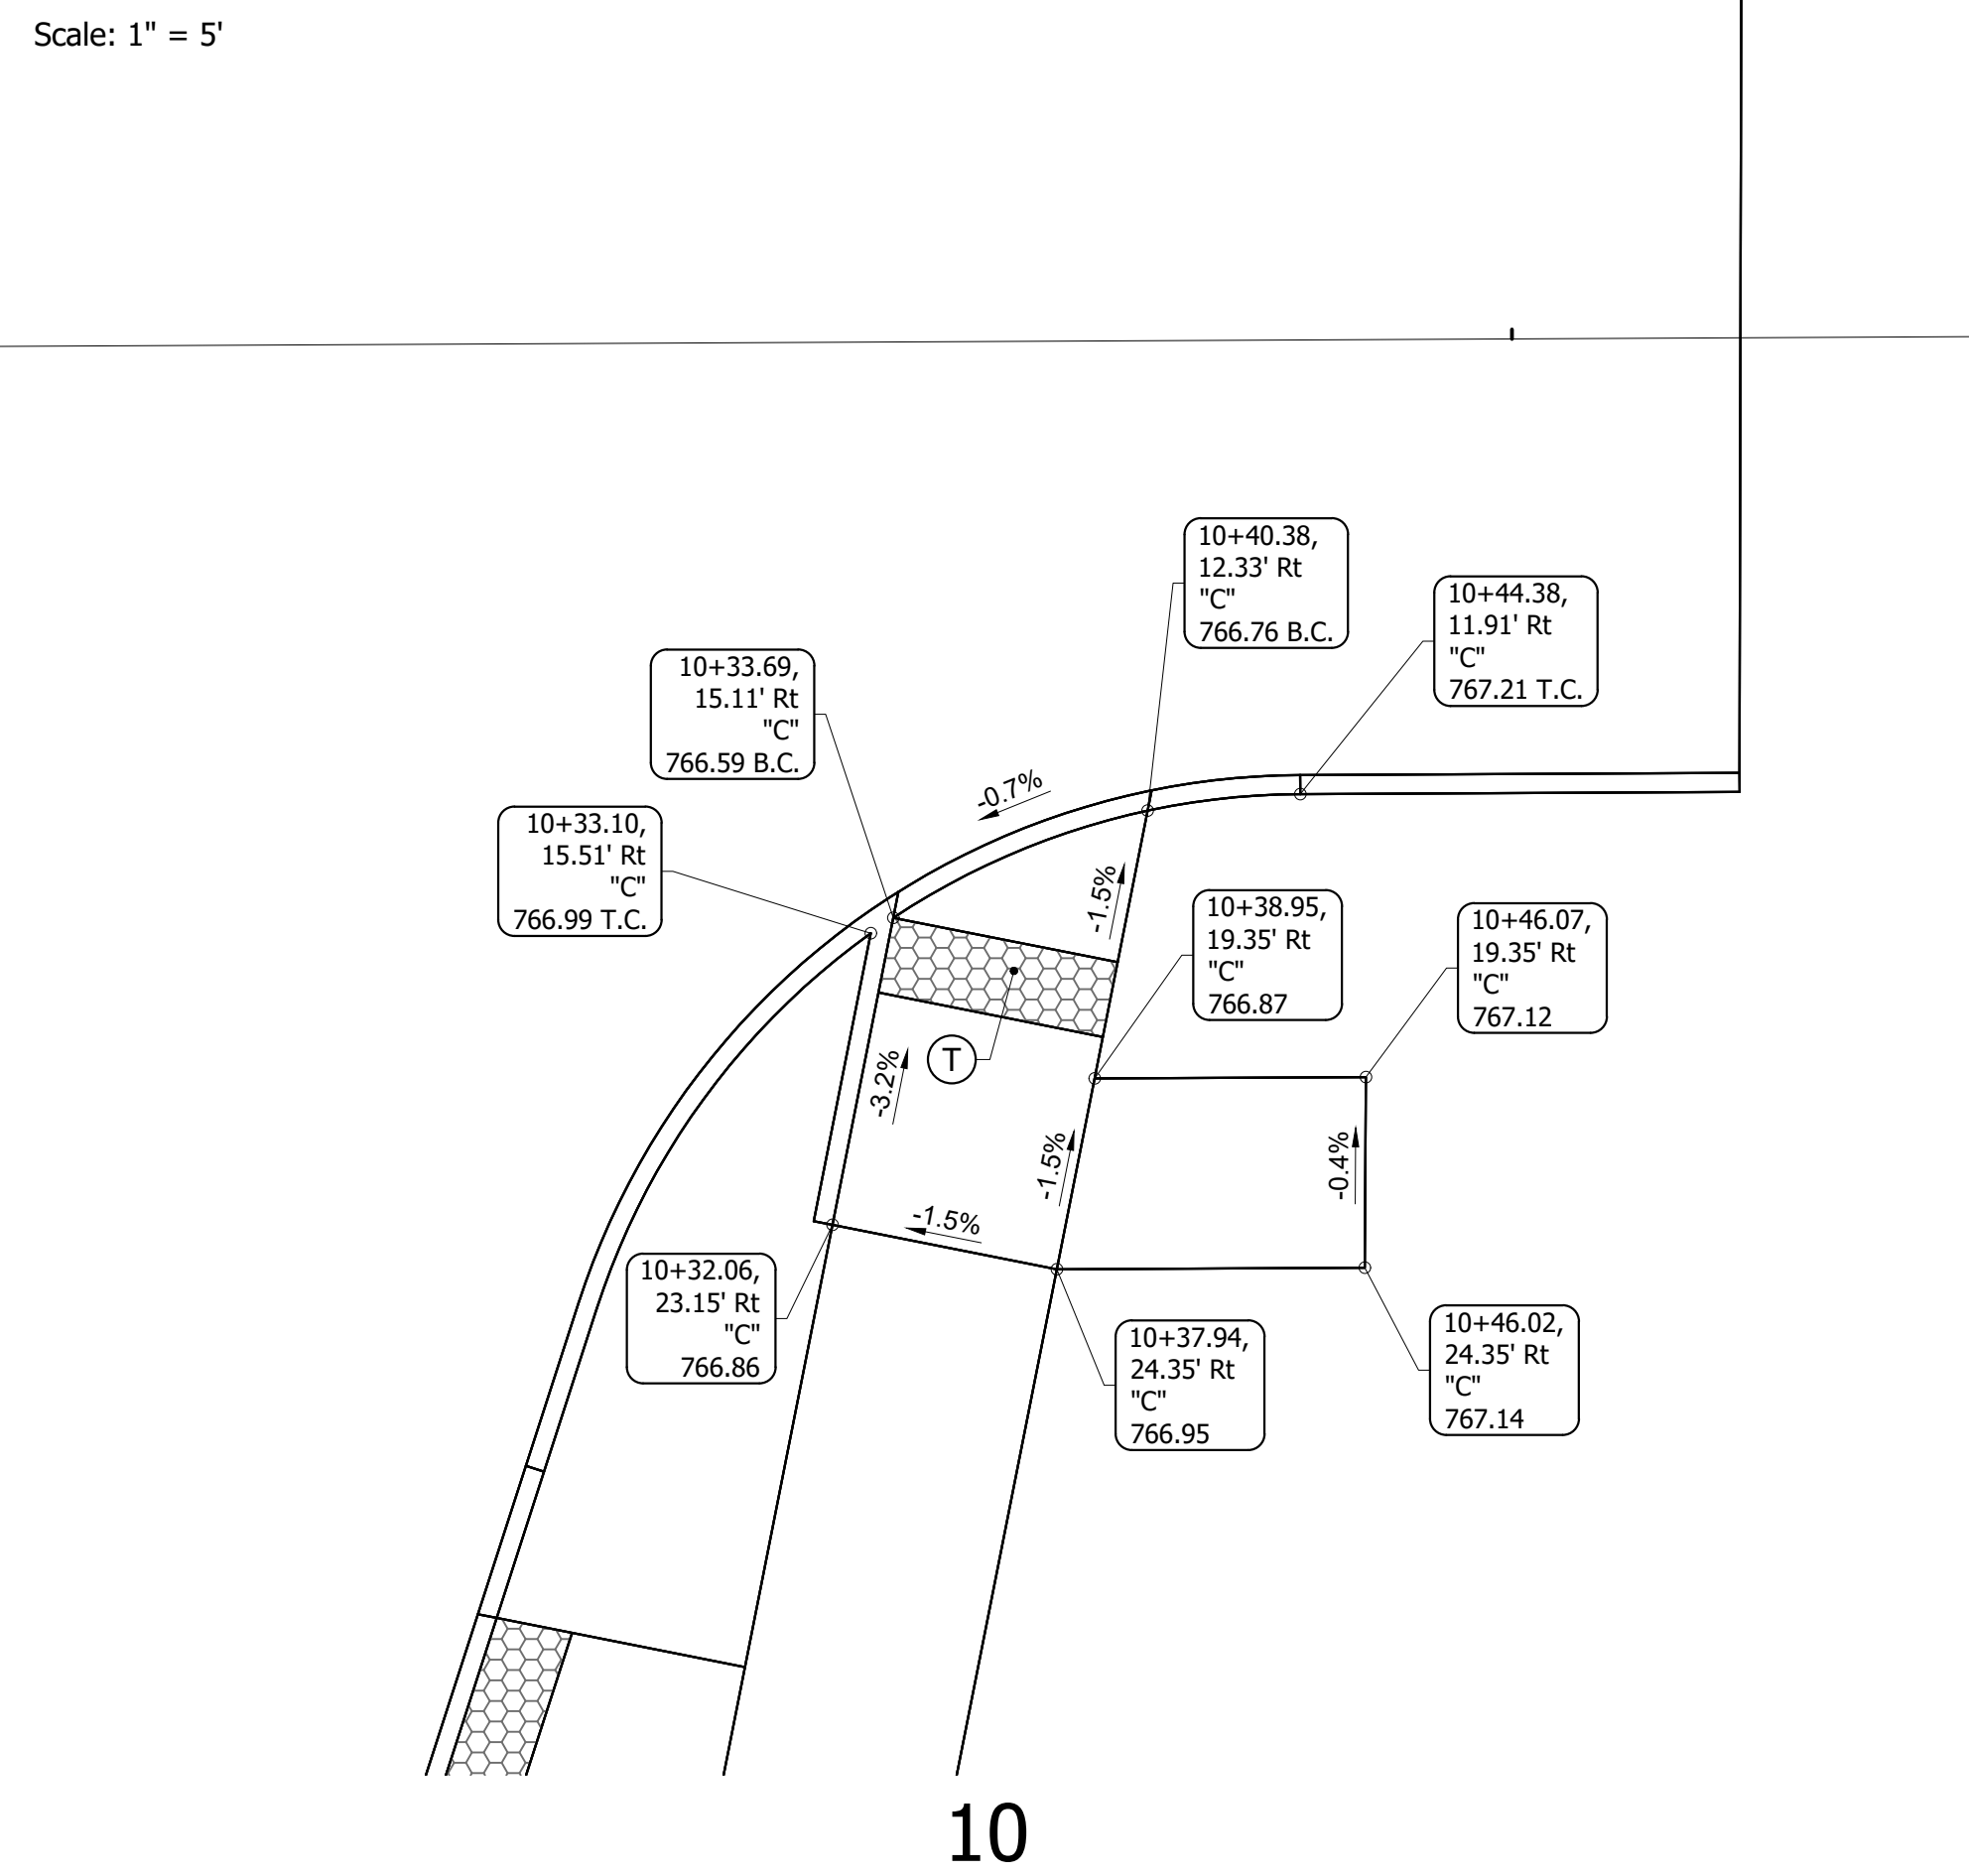 Scale: 1" = 5'
10+40.38,
12.33' Rt
"C"
766.76 B.C.
10+44.38,
11.91' Rt
"C"
767.21 T.C.
10+33.69,
15.11' Rt
"C"
766.59 B.C.
-0.7%
10+33.10,
15.51' Rt
"C"
766.99 T.C.
-1.5%
10+38.95,
19.35' Rt
"C"
766.87
10+46.07,
19.35' Rt
"C"
767.12
T
-3.2%
-1.5%
-0.4%
-1.5%
10+32.06,
23.15' Rt
"C"
766.86
10+37.94,
24.35' Rt
"C"
766.95
10+46.02,
24.35' Rt
"C"
767.14
10